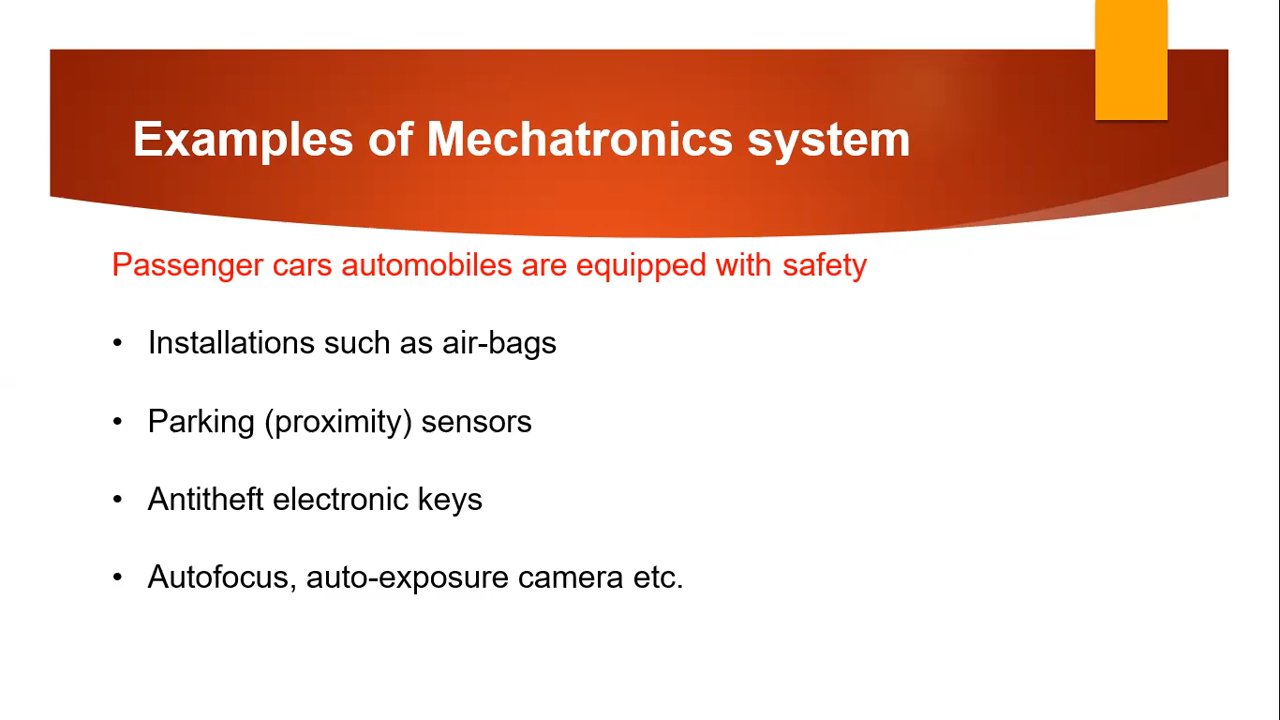 Examples of Mechatronics system
Passenger cars automobiles are equipped with safety
• Installations such as air-bags
• Parking (proximity) sensors
• Antitheft electronic keys
• Autofocus, auto-exposure camera etc.